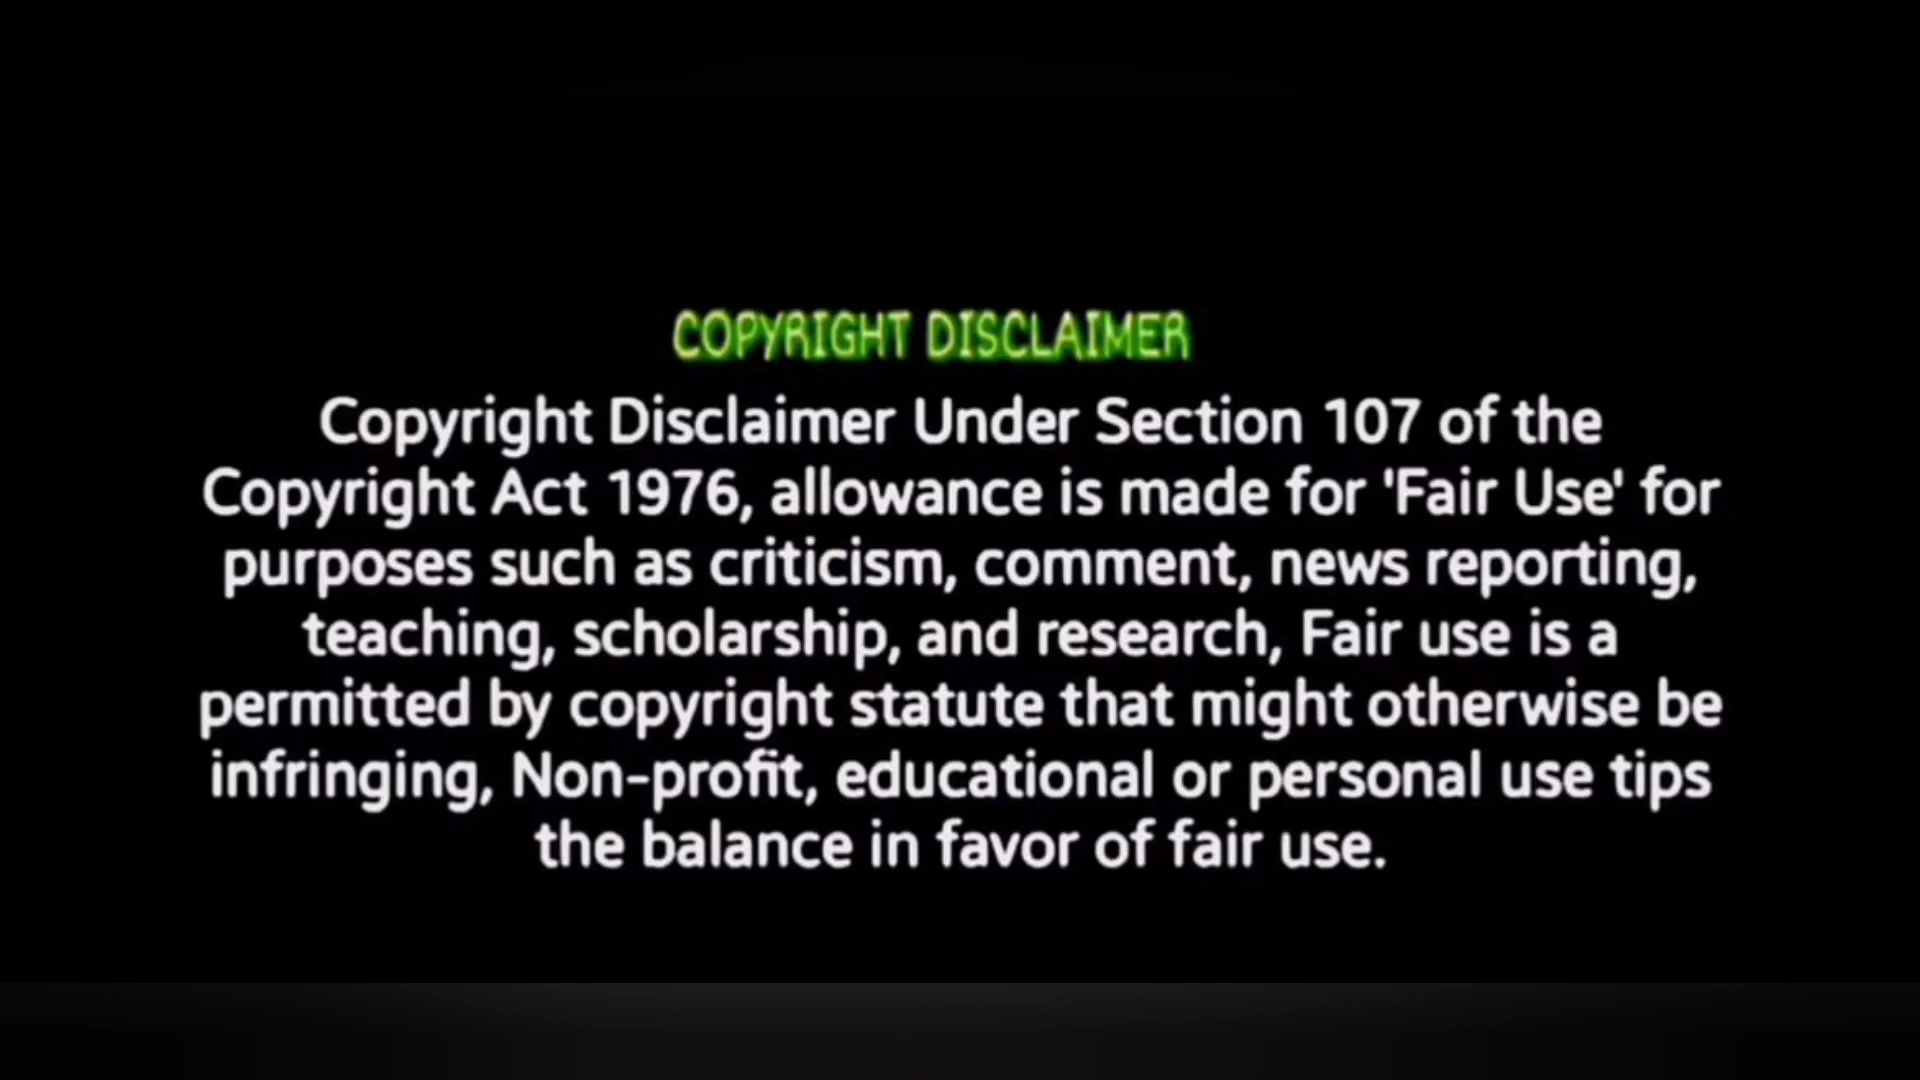 COPYRIGHT DISCLAIMER
Copyright Disclaimer Under Section 107 of the
Copyright Act 1976, allowance is made for 'Fair Use' for
purposes such as criticism, comment, news reporting,
teaching, scholarship, and research, Fair use is a
permitted by copyright statute that might otherwise be
infringing, Non-profit, educational or personal use tips
the balance in favor of fair use.